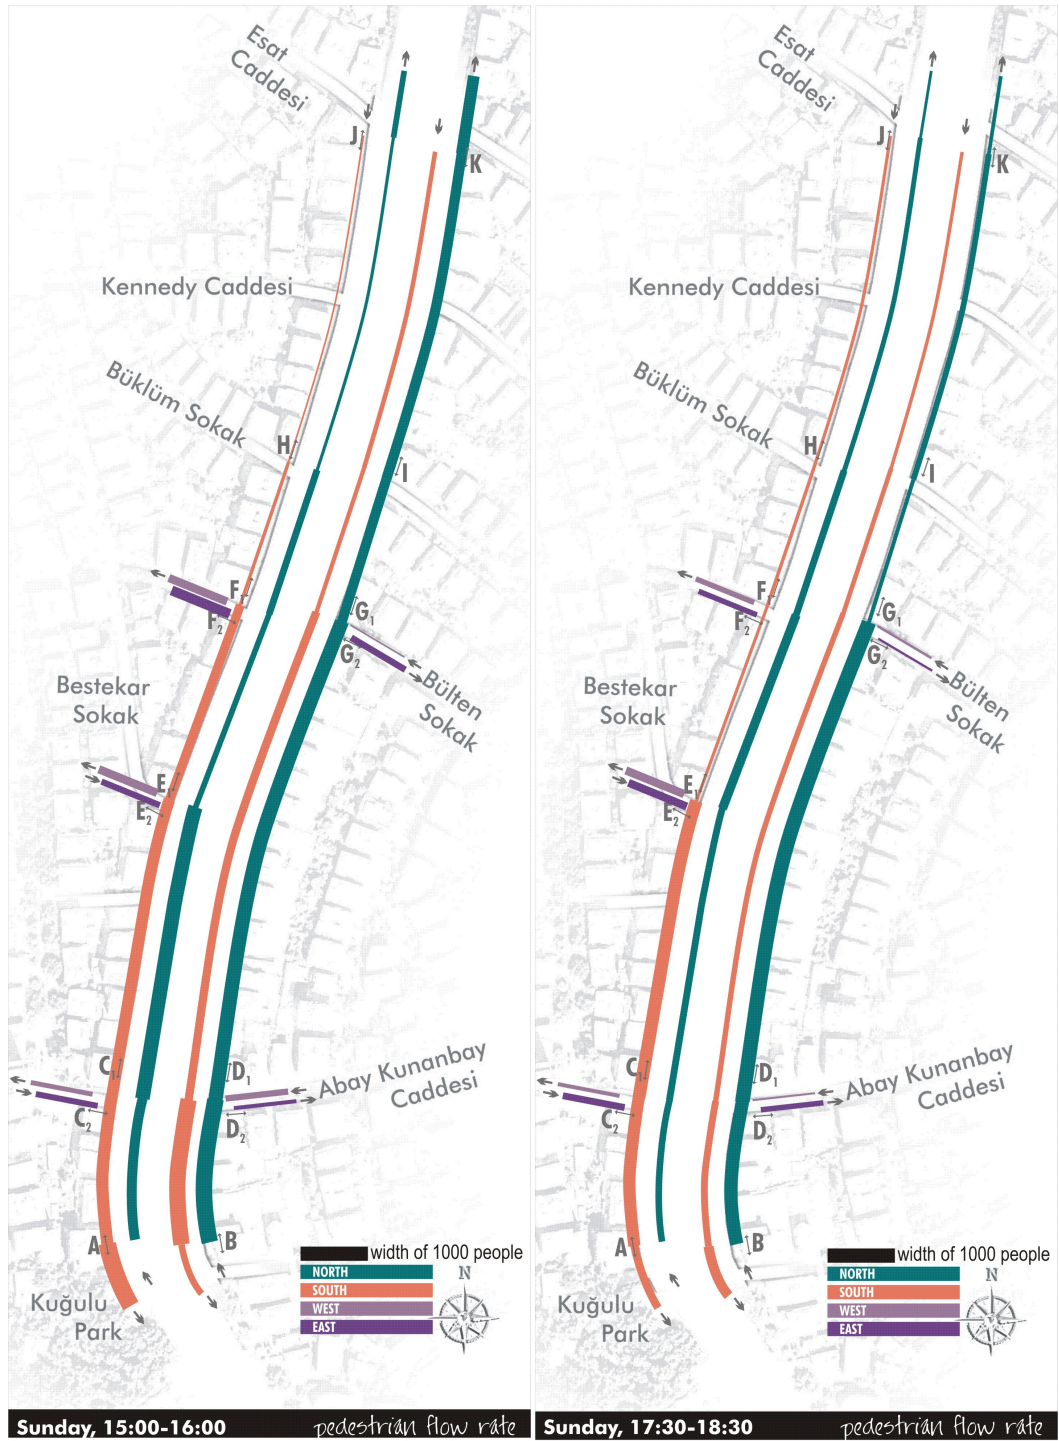 Esat
Caddesi
J
K
Kennedy Caddesi
Büklüm Sokak
H
I
F1
F2
G1
G2
Bülten
Sokak
Bestekar
Sokak
E1
E2
C1
C2
D1
D2
Abay Kunanbay
Caddesi
A
B
Kuğulu
Park
width of 1000 people
NORTH
SOUTH
WEST
EAST
N
Sunday, 15:00-16:00
pedestrian flow rate
Esat
Caddesi
J
K
Kennedy Caddesi
Büklüm Sokak
H
I
F1
F2
G1
G2
Bülten
Sokak
Bestekar
Sokak
E1
E2
C1
C2
D1
D2
Abay Kunanbay
Caddesi
A
B
Kuğulu
Park
width of 1000 people
NORTH
SOUTH
WEST
EAST
N
Sunday, 17:30-18:30
pedestrian flow rate